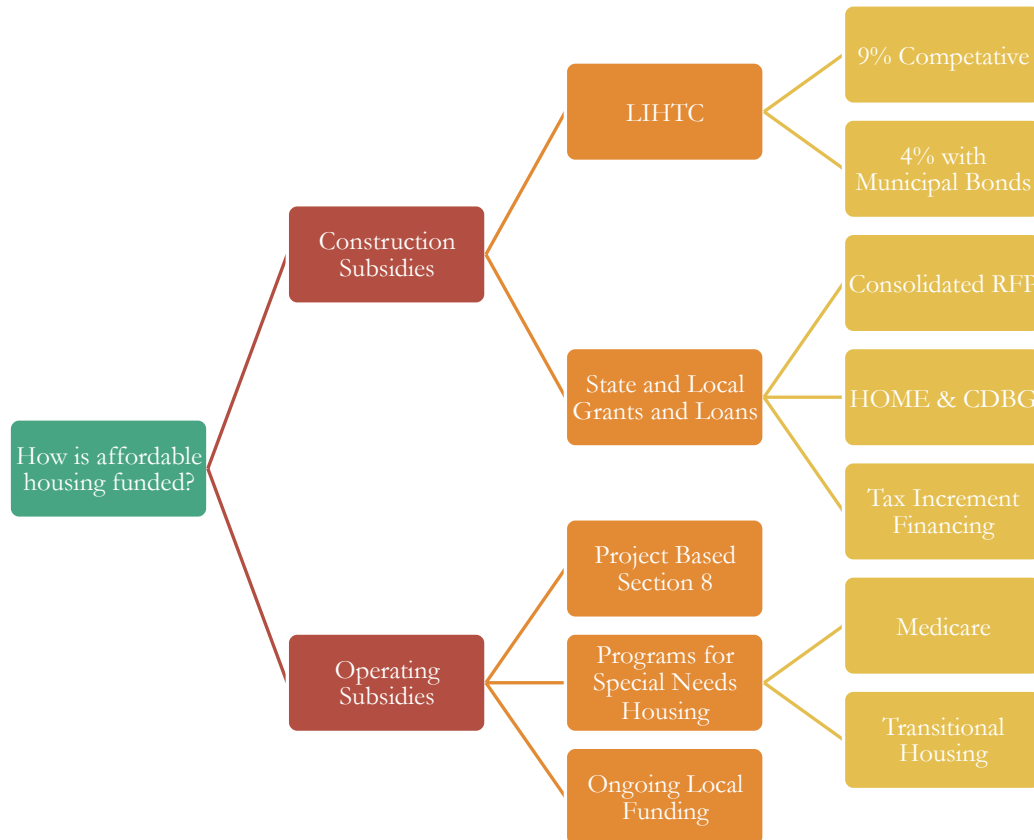 How is affordable
housing funded?
Construction
Subsidies
LIHTC
9% Competative
4% with
Municipal Bonds
State and Local
Grants and Loans
Consolidated RFP
HOME & CDBG
Tax Increment
Financing
Operating
Subsidies
Project Based
Section 8
Programs for
Special Needs
Housing
Medicare
Transitional
Housing
Ongoing Local
Funding